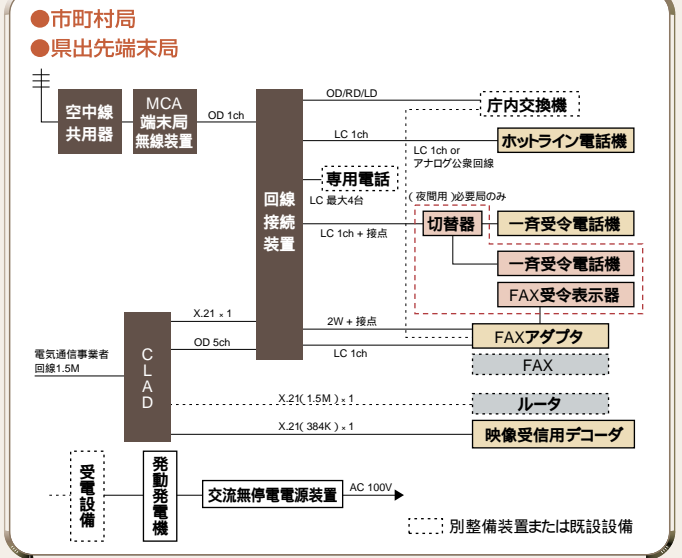 ●市町村局
●県出先端末局
空中線
共用器
MCA
端末局
無線装置
OD 1ch
回線
接続
装置
OD/RD/LD
庁内交換機
LC 1ch
ホットライン電話機
LC 1ch or
アナログ公衆回線
専用電話
LC 最大4台
(夜間用)必要局のみ
LC 1ch + 接点
切替器
一斉受令電話機
一斉受令電話機
FAX受令表示器
X.21 × 1
2W + 接点
FAXアダプタ
OD 5ch
LC 1ch
FAX
電気通信事業者
回線1.5M
CLAD
X.21(1.5M)× 1
ルータ
X.21(384K)× 1
映像受信用デコーダ
受電設備
発動発電機
交流無停電電源装置
AC 100V
別整備装置または既設設備